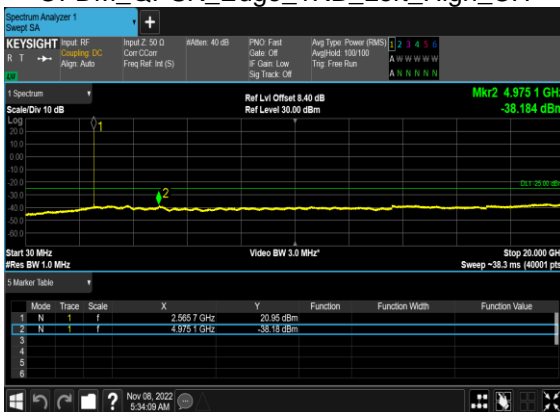 Spectrum Analyzer 1
Swept SA
KEYSIGHT
R T
LV
Input: RF
Coupling: DC
Align: Auto
Input Z: 50 Ω
Corr CCorr
Freq Ref: Int (S)
#Atten: 40 dB
PNO: Fast
Gate: Off
IF Gain: Low
Sig Track: Off
Avg Type: Power (RMS)
Avg|Hold: 100/100
Trig: Free Run
1 2 3 4 5 6
A W W W W W
A N N N N N
1 Spectrum
Scale/Div 10 dB
Ref Lvl Offset 8.40 dB
Ref Level 30.00 dBm
Mkr2 4.975 1 GHz
-38.184 dBm
Log
20.0
10.0
0.00
-10.0
-20.0
-30.0
-40.0
-50.0
-60.0
1
2
DL1 -25.00 dBm
Start 30 MHz
#Res BW 1.0 MHz
Video BW 3.0 MHz*
Stop 20.000 GH
Sweep ~38.3 ms (40001 pts
5 Marker Table
Mode Trace Scale X Y Function Function Width Function Value
1 N 1 f 2.565 7 GHz 20.95 dBm
2 N 1 f 4.975 1 GHz -38.18 dBm
3
4
5
6
?
Nov 08, 2022
5:34:09 AM